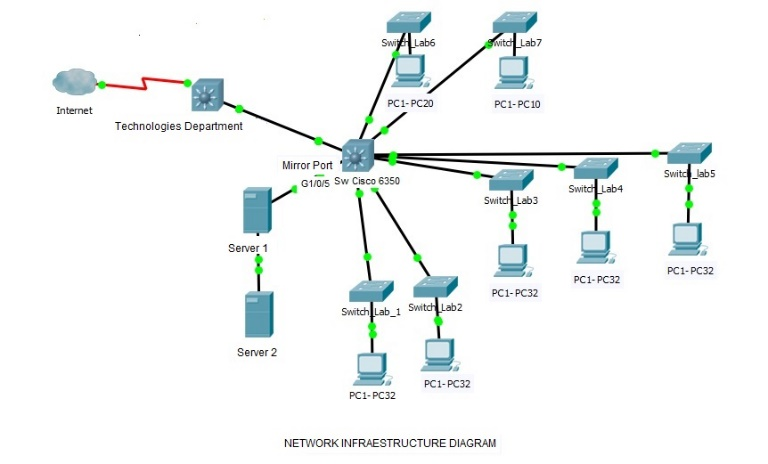 Switch_Lab6
Switch_Lab7
PC1-PC20
PC1-PC10
Internet
Technologies Department
Mirror Port
G1/0/5
Sw Cisco 6350
Switch_Lab3
Switch_Lab4
Switch_lab5
PC1-PC32
PC1-PC32
PC1-PC32
Server 1
Server 2
Switch_Lab_1
Switch_Lab2
PC1-PC32
PC1-PC32
NETWORK INFRAESTRUCTURE DIAGRAM